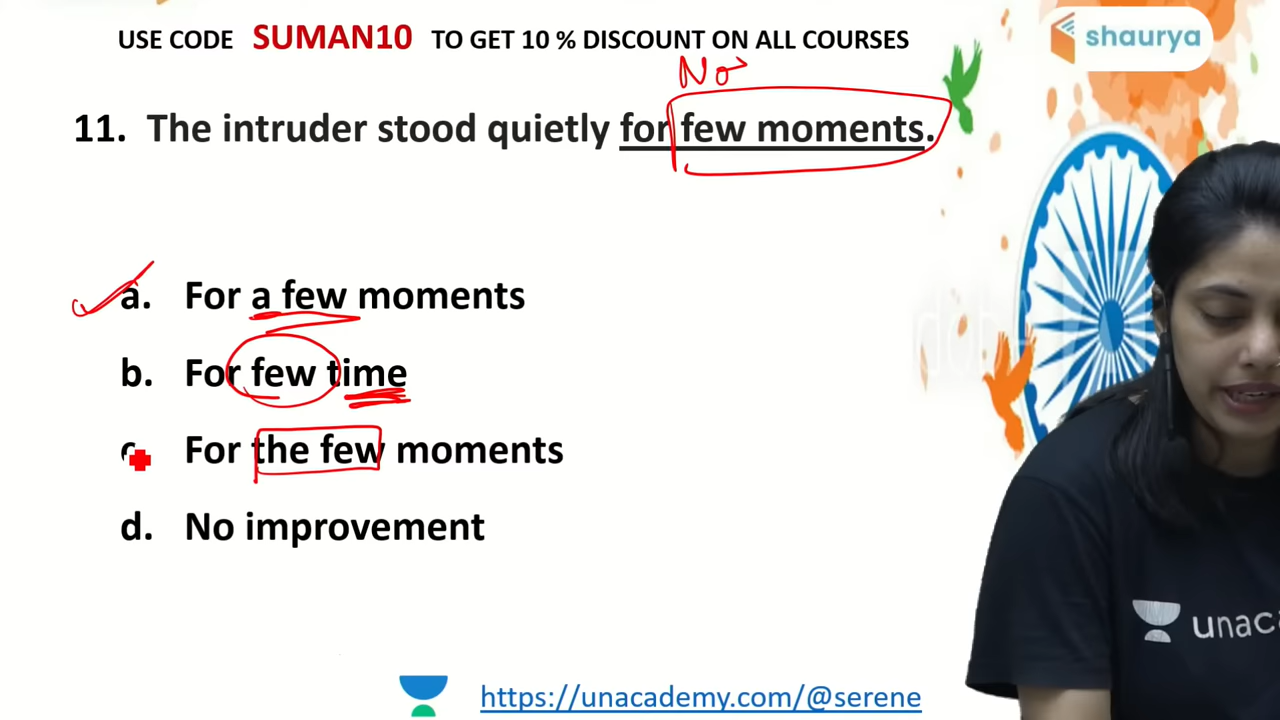 USE CODE SUMAN10 TO GET 10 % DISCOUNT ON ALL COURSES
shaurya
No
11. The intruder stood quietly for few moments.
a. For a few moments
b. For few time
c. For the few moments
d. No improvement
unaca
https://unacademy.com/@serene